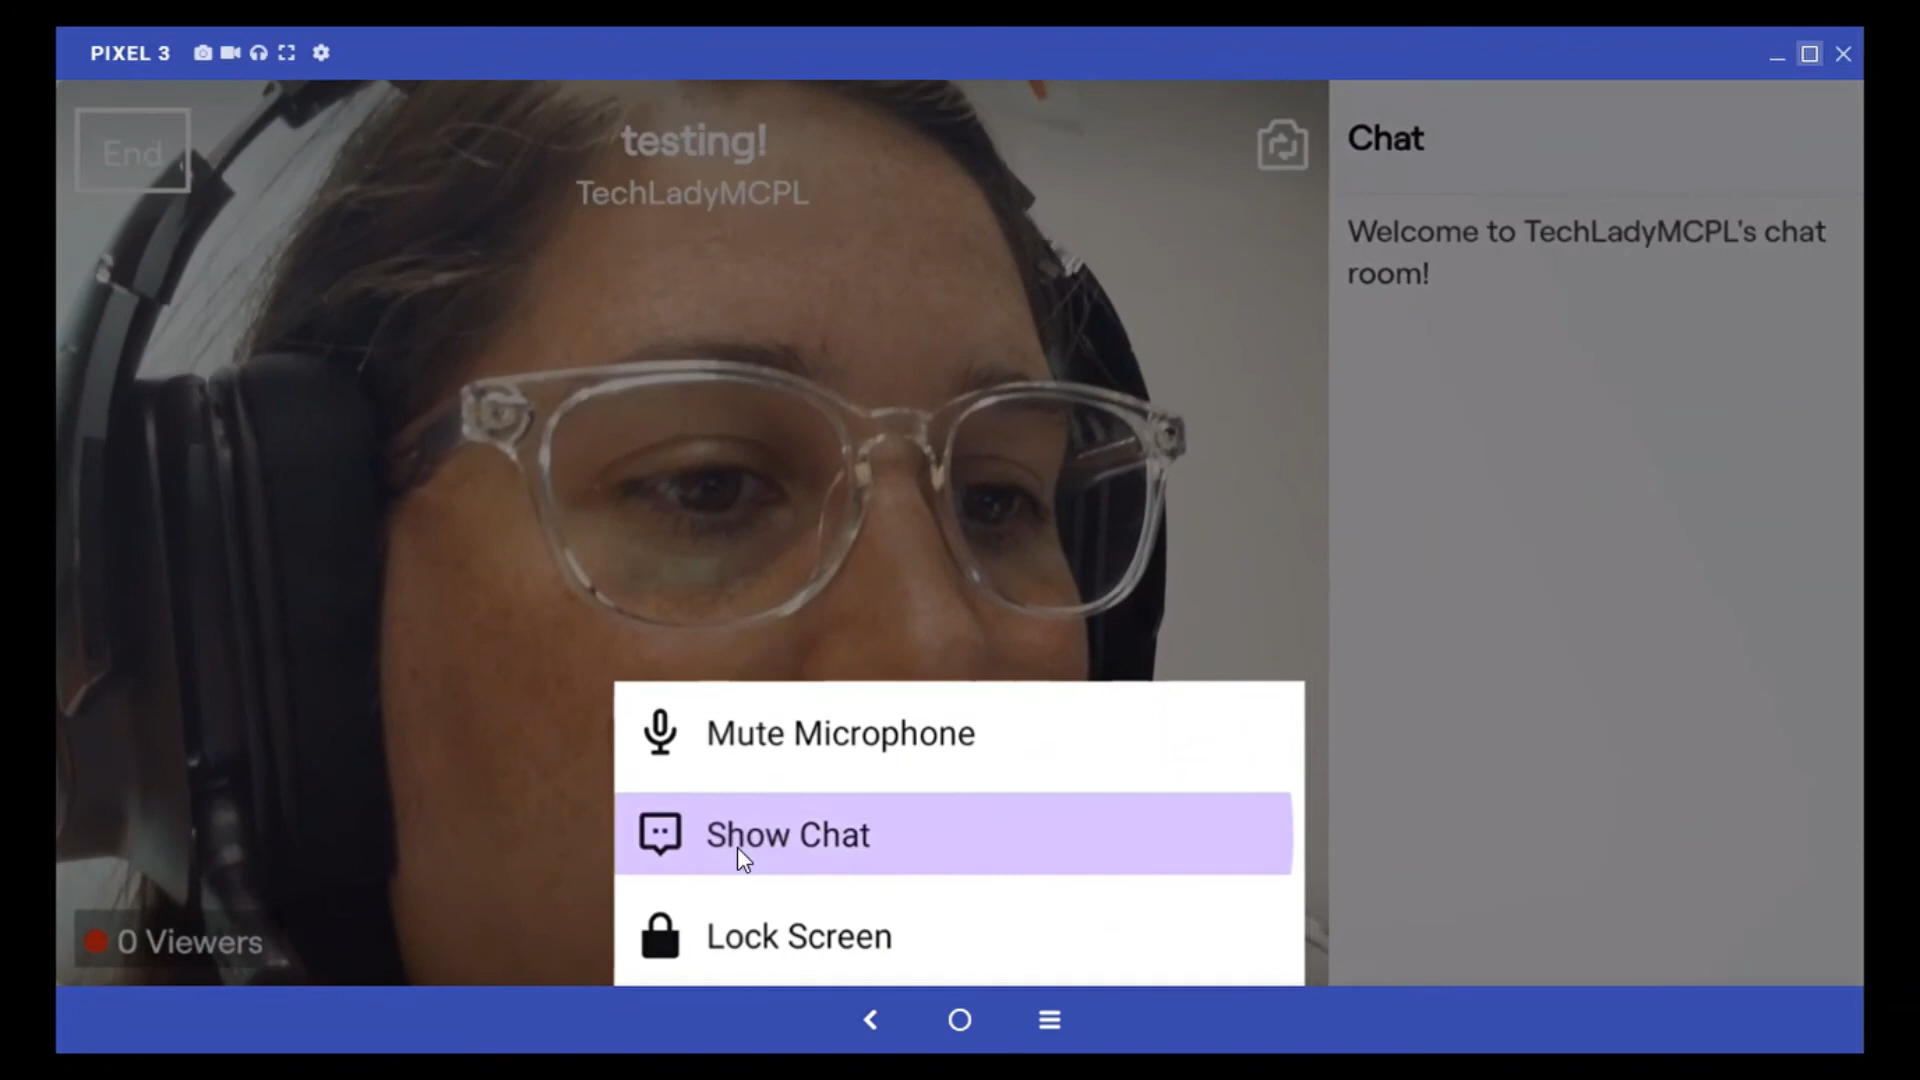 PIXEL 3
End
testing!
TechLadyMCPL
Chat
Welcome to TechLadyMCPL's chat
room!
Mute Microphone
Show Chat
Lock Screen
0 Viewers